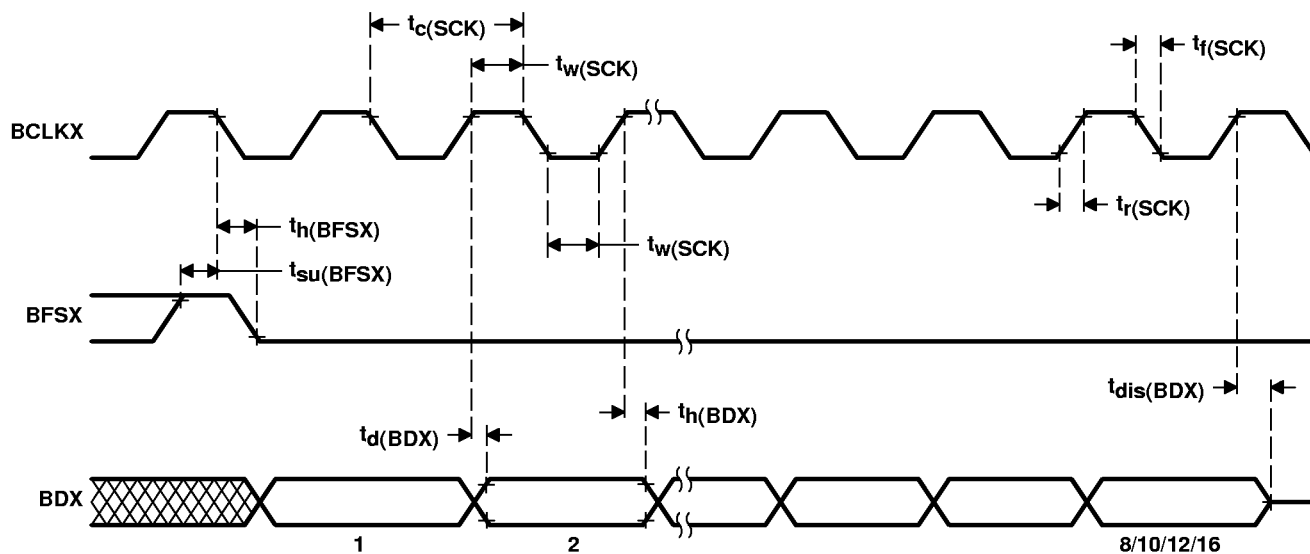 tc(SCK)
tw(SCK)
tf(SCK)
BCLKX
tr(SCK)
th(BFSX)
tw(SCK)
tsu(BFSX)
BFSX
tdis(BDX)
th(BDX)
td(BDX)
BDX
1
2
8/10/12/16